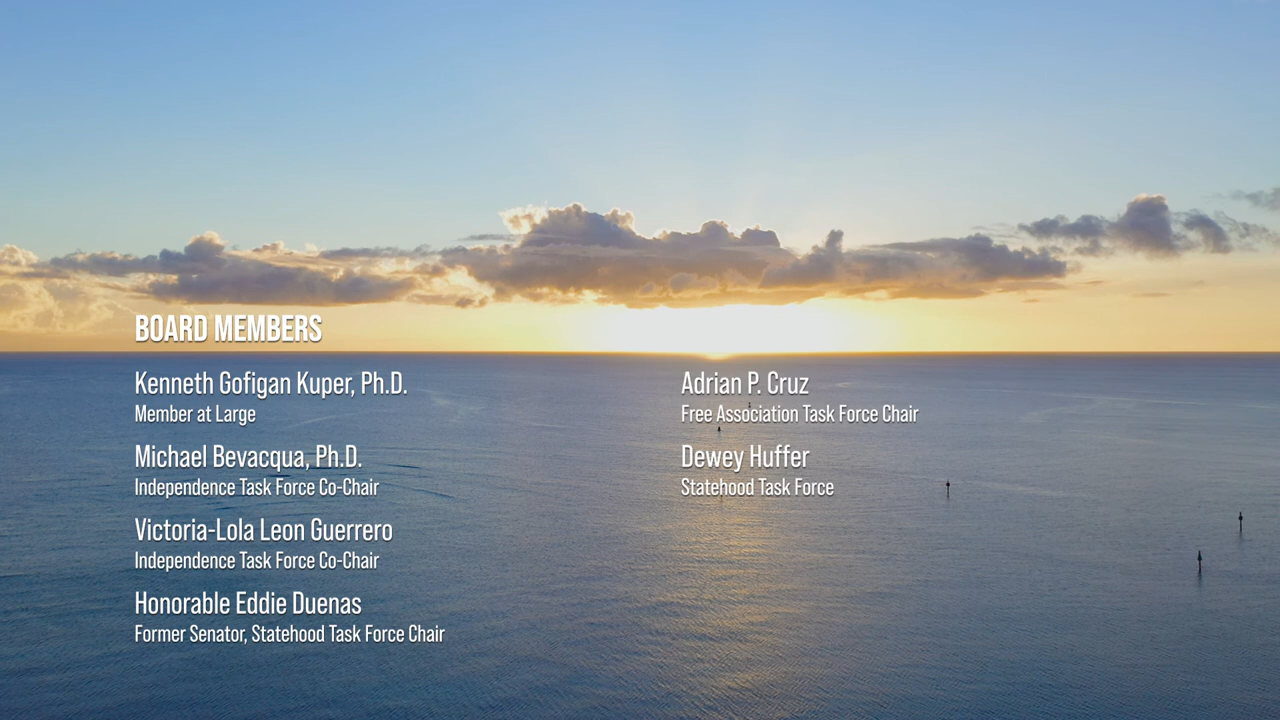 BOARD MEMBERS
Kenneth Gofigan Kuper, Ph.D.
Member at Large
Michael Bevacqua, Ph.D.
Independence Task Force Co-Chair
Victoria-Lola Leon Guerrero
Independence Task Force Co-Chair
Honorable Eddie Duenas
Former Senator, Statehood Task Force Chair
Adrian P. Cruz
Free Association Task Force Chair
Dewey Huffer
Statehood Task Force